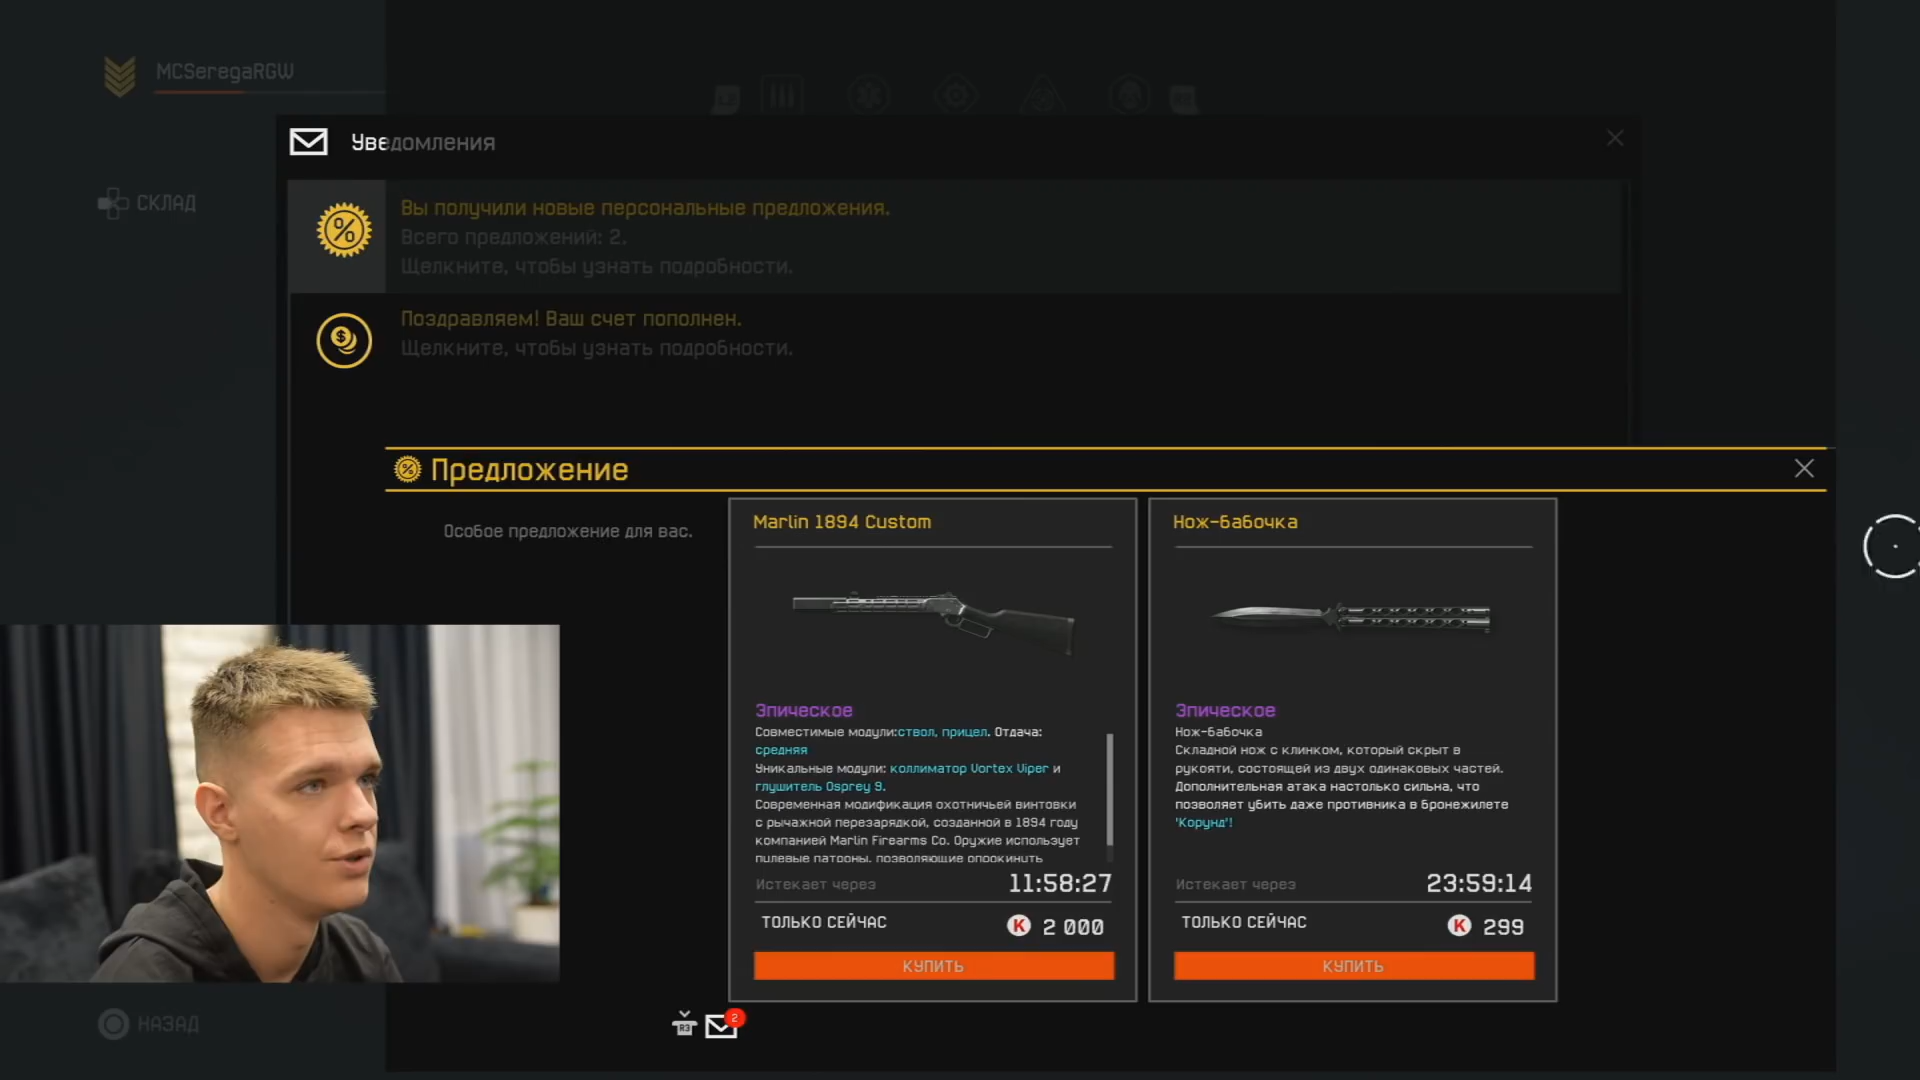 MCSeregaRGW
Уведомления
СКЛАД
Вы получили новые персональные предложения.
Всего предложений: 2.
Щелкните, чтобы узнать подробности.
Поздравляем! Ваш счет пополнен.
Щелкните, чтобы узнать подробности.
Предложение
Особое предложение для вас.
Marlin 1894 Custom
Эпическое
Совместимые модули:ствол, прицел. Отдача:
средняя
Уникальные модули: коллиматор Vortex Viper и
глушитель Osprey 9.
Современная модификация охотничьей винтовки
с рычажной перезарядкой, созданной в 1894 году
компанией Marlin Firearms Co. Оружие использует
пулевые патроны, позволяющие опрокинуть
Истекает через 11:58:27
ТОЛЬКО СЕЙЧАС K 2 000
КУПИТЬ
Нож-бабочка
Эпическое
Нож-бабочка
Складной нож с клинком, который скрыт в
рукояти, состоящей из двух одинаковых частей.
Дополнительная атака настолько сильна, что
позволяет убить даже противника в бронежилете
'Корунд'!
Истекает через 23:59:14
ТОЛЬКО СЕЙЧАС K 299
КУПИТЬ
R3 2
НАЗАД